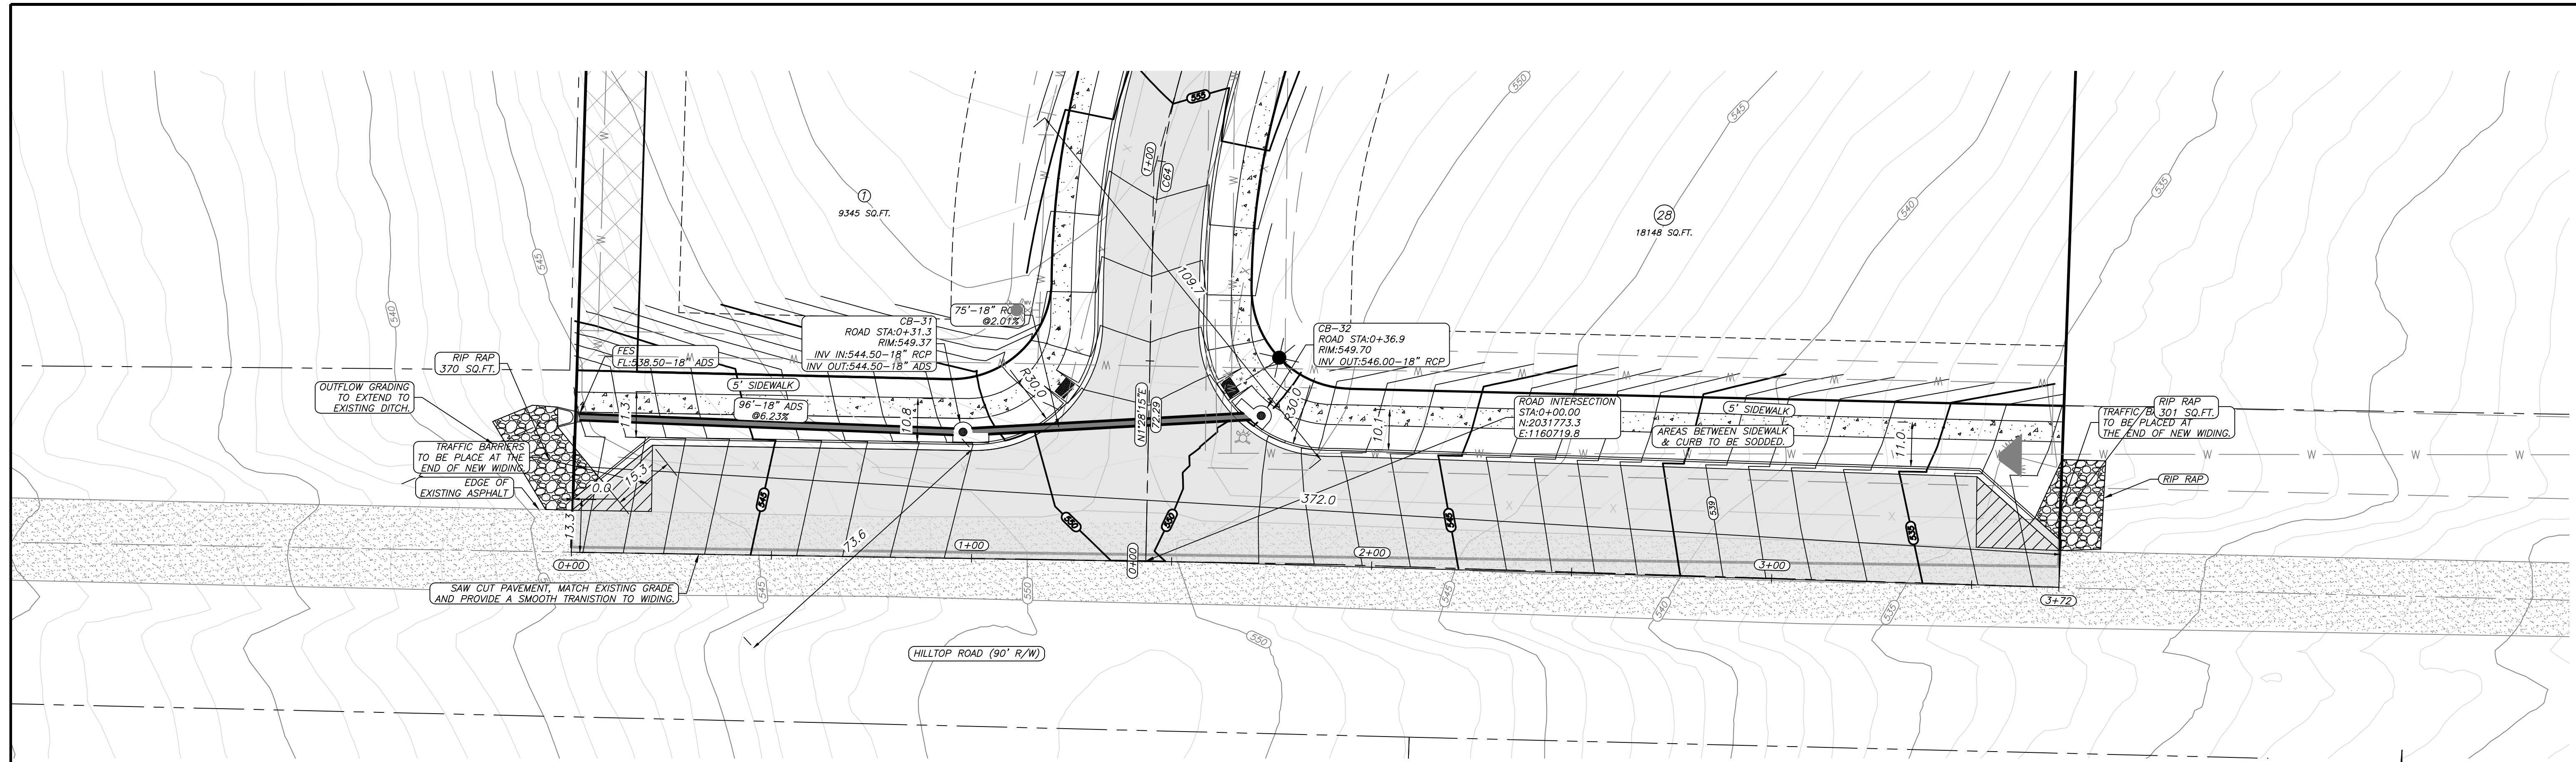 555
550
545
535
1+00
C64
545
540
1
9345 SQ.FT.
28
18148 SQ.FT.
540
109.7
75'-18" RC
@2.01%
CB-31
ROAD STA:0+31.3
RIM:549.37
INV IN:544.50-18" RCP
INV OUT:544.50-18" ADS
CB-32
ROAD STA:0+36.9
RIM:549.70
INV OUT:546.00-18" RCP
FES
FL:538.50-18" ADS
RIP RAP
370 SQ.FT.
OUTFLOW GRADING
TO EXTEND TO
EXISTING DITCH.
5' SIDEWALK
96'-18" ADS
@6.23%
11.3
10.8
R30.0
N1°28'15"E
72.29
R30.0
10.1
ROAD INTERSECTION
STA:0+00.00
N:2031773.3
E:1160719.8
5' SIDEWALK
AREAS BETWEEN SIDEWALK
& CURB TO BE SODDED.
11.0
RIP RAP
301 SQ.FT.
TRAFFIC BA
TO BE PLACED AT
THE END OF NEW WIDING.
RIP RAP
TRAFFIC BARRIERS
TO BE PLACE AT THE
END OF NEW WIDING
EDGE OF
EXISTING ASPHALT
0.0
15.3
13.3
545
550
550
372.0
545
539
535
73.6
0+00
1+00
0+00
2+00
3+00
3+72
SAW CUT PAVEMENT, MATCH EXISTING GRADE
AND PROVIDE A SMOOTH TRANISTION TO WIDING.
545
550
545
540
535
550
HILLTOP ROAD (90' R/W)